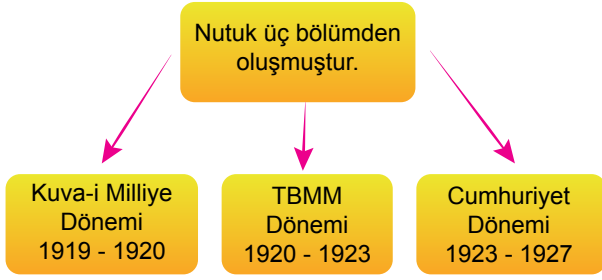 Nutuk üç bölümden
oluşmuştur.
Kuva-i Milliye
Dönemi
1919 - 1920
TBMM
Dönemi
1920 - 1923
Cumhuriyet
Dönemi
1923 - 1927